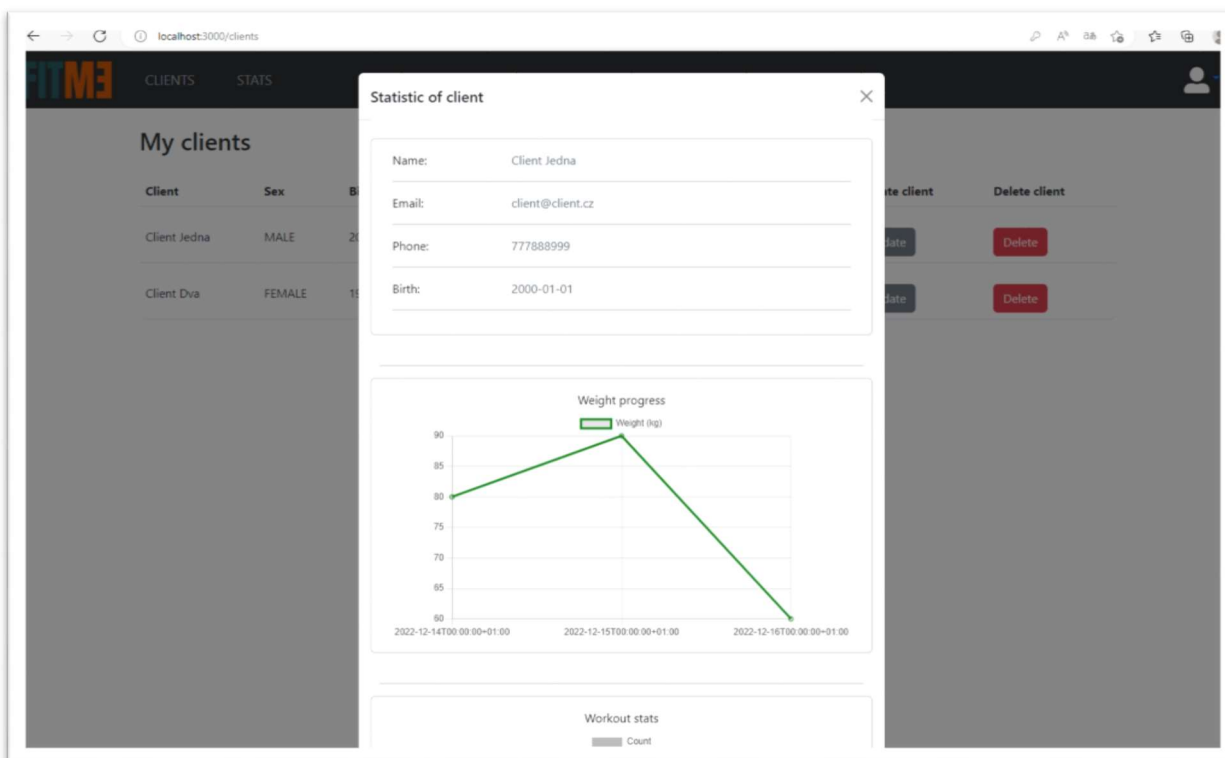 localhost:3000/clients
FITME CLIENTS STATS
Statistic of client
My clients
Client Sex Delete client
Client Jedna MALE Delete
Client Dva FEMALE Delete
Name: Client Jedna
Email: client@client.cz
Phone: 777888999
Birth: 2000-01-01
Weight progress
Weight (kg)
90
85
80
75
70
65
60
2022-12-14T00:00:00+01:00 2022-12-15T00:00:00+01:00 2022-12-16T00:00:00+01:00
Workout stats
Count